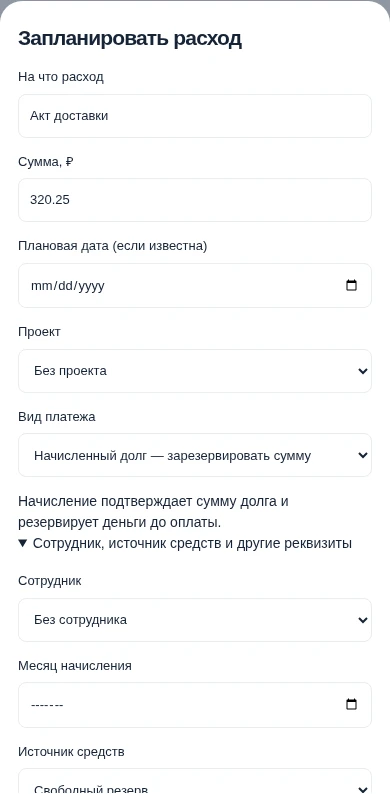 Запланировать расход
На что расход
Акт доставки
Сумма, ₽
320.25
Плановая дата (если известна)
mm/dd/yyyy
Проект
Без проекта
Вид платежа
Начисленный долг — зарезервировать сумму
Начисление подтверждает сумму долга и
резервирует деньги до оплаты.
▼ Сотрудник, источник средств и другие реквизиты
Сотрудник
Без сотрудника
Месяц начисления
-------
Источник средств
Свободный резерв